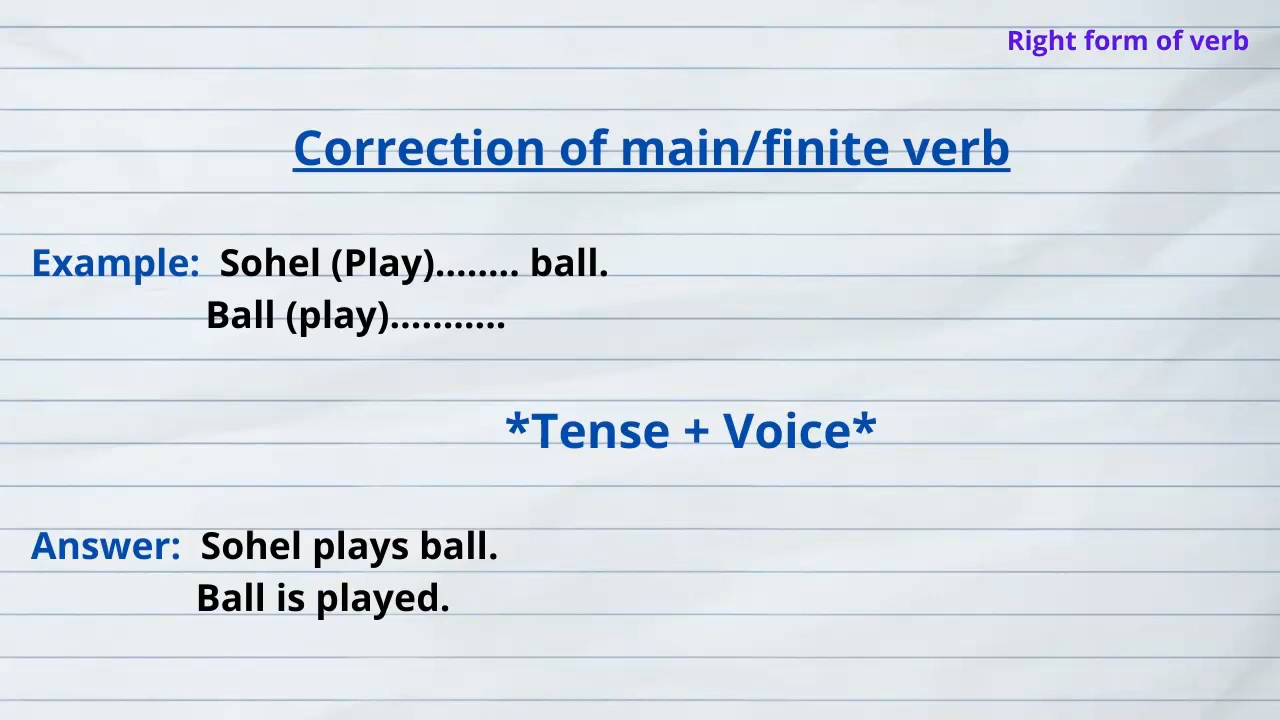 Right form of verb
Correction of main/finite verb
Example: Sohel (Play)........ ball.
Ball (play)...........
*Tense + Voice*
Answer: Sohel plays ball.
Ball is played.